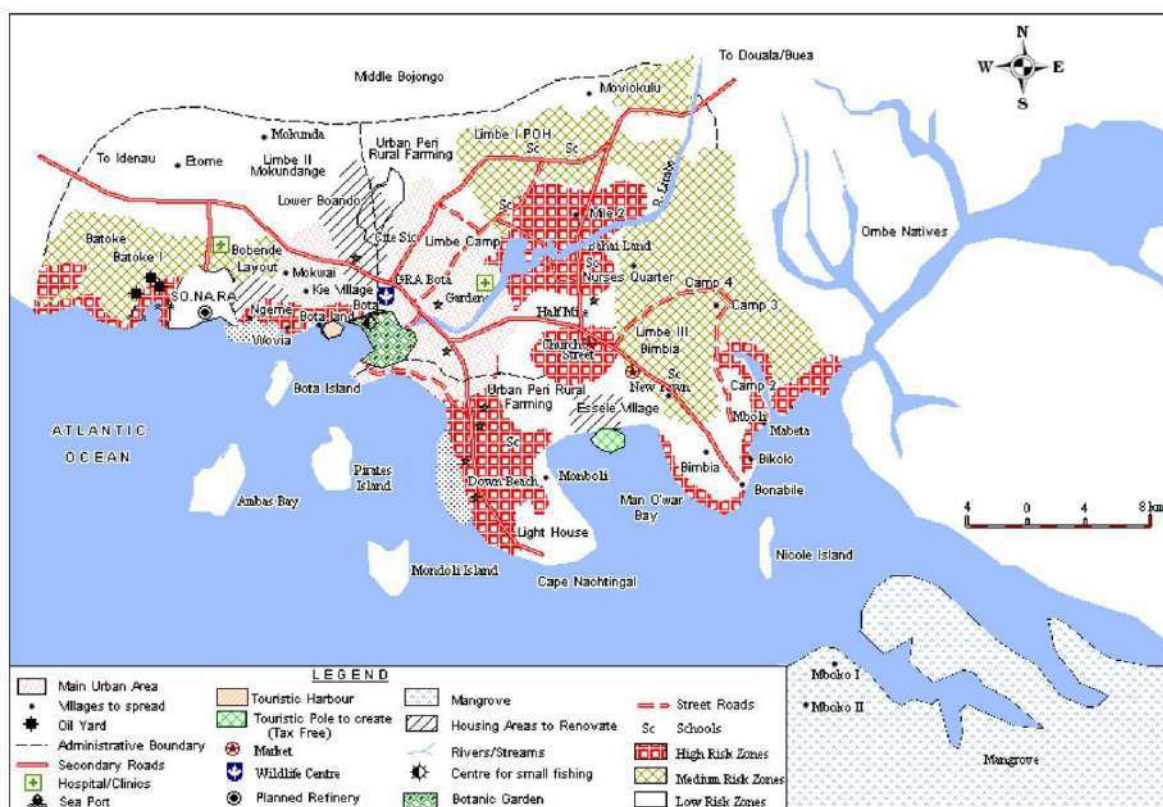 N
W E
S
To Douala/Buea
Middle Bojongo
Moviokulu
Mokunda
Urban Peri
Rural Farming
Limbe I POH
Sc Sc
To Idenau
Etome
Limbe II
Mokundange
Lower Boando
R. Limbe
Sc
Mile 2
Ombe Natives
Batoke
Batoke I
Bobende
Layout
Cite Sic
Limbe Camp
Bahai Land
Sc
Nurses Quarter
Mokwai
GRA Bota
Gardens
Camp 4
Camp 3
SO.NA.RA
Kie Village
Ngeme
Bota land
Bota
Half Mile
Limbe III
Bimbia
Wovia
Church
Street
Sc
Bota Island
Urban Peri Rural
Farming
New Town
Camp 2
Essele Village
Mboli
Mabeta
ATLANTIC
OCEAN
Sc
Bimbia
Bikolo
Pirates
Island
Down Beach
Monboli
Bonabile
Ambas Bay
Man O'war
Bay
4 0 4 8 km
Light House
Nicole Island
Mondoli Island
Cape Nachtingal
LEGEND
Main Urban Area
Villages to spread
Oil Yard
Administrative Boundary
Secondary Roads
Hospital/Clinics
Sea Port
Touristic Harbour
Touristic Pole to create
(Tax Free)
Market
Wildlife Centre
Planned Refinery
Mangrove
Housing Areas to Renovate
Rivers/Streams
Centre for small fishing
Botanic Garden
Street Roads
Sc Schools
High Risk Zones
Medium Risk Zones
Low Risk Zones
Mboko I
Mboko II
Mangrove